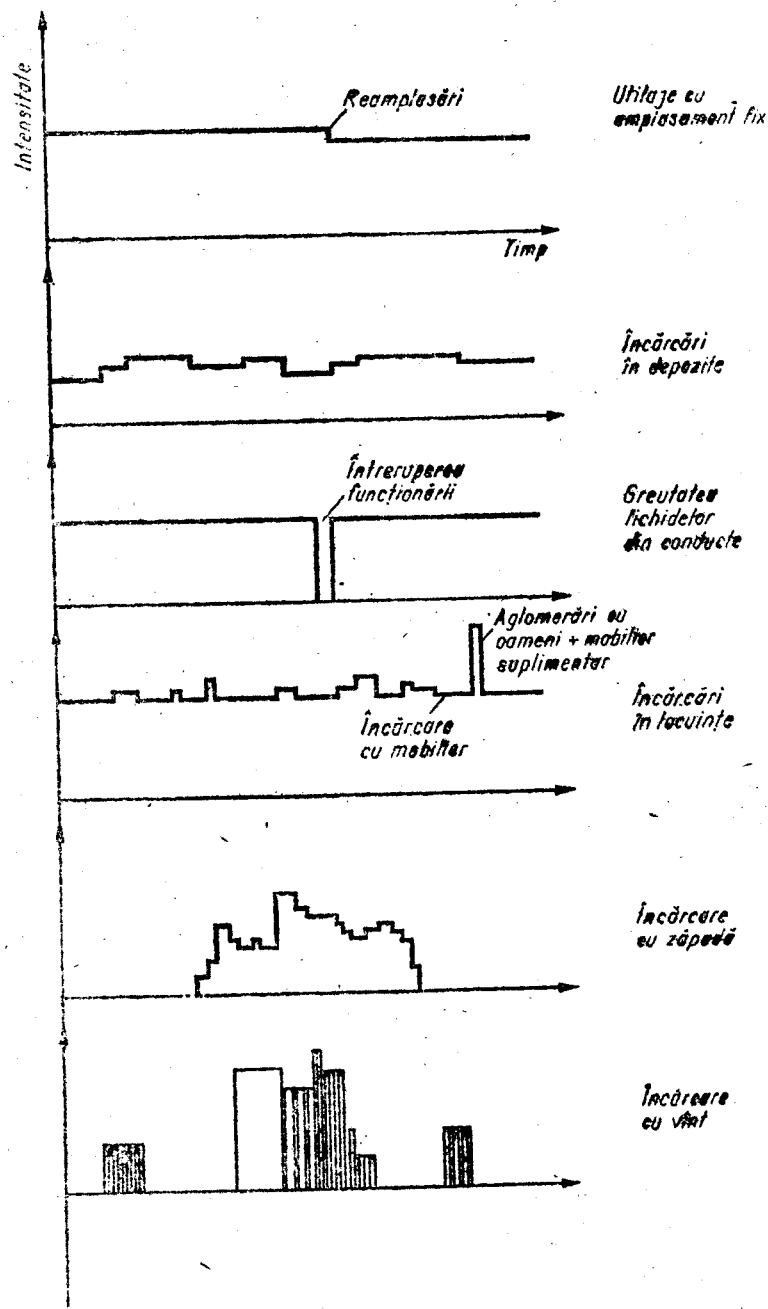 Intensitate
Reamplasări
Utilaje cu
amplasament fix
Timp
Încărcări
în depozite
Întreruperea
funcționării
Greutatea
lichidelor
din conducte
Aglomerări cu
oameni + mobilier
suplimentar
Încărcare
cu mobilier
Încărcări
în locuințe
Încărcare
cu zăpadă
Încărcare
cu vînt